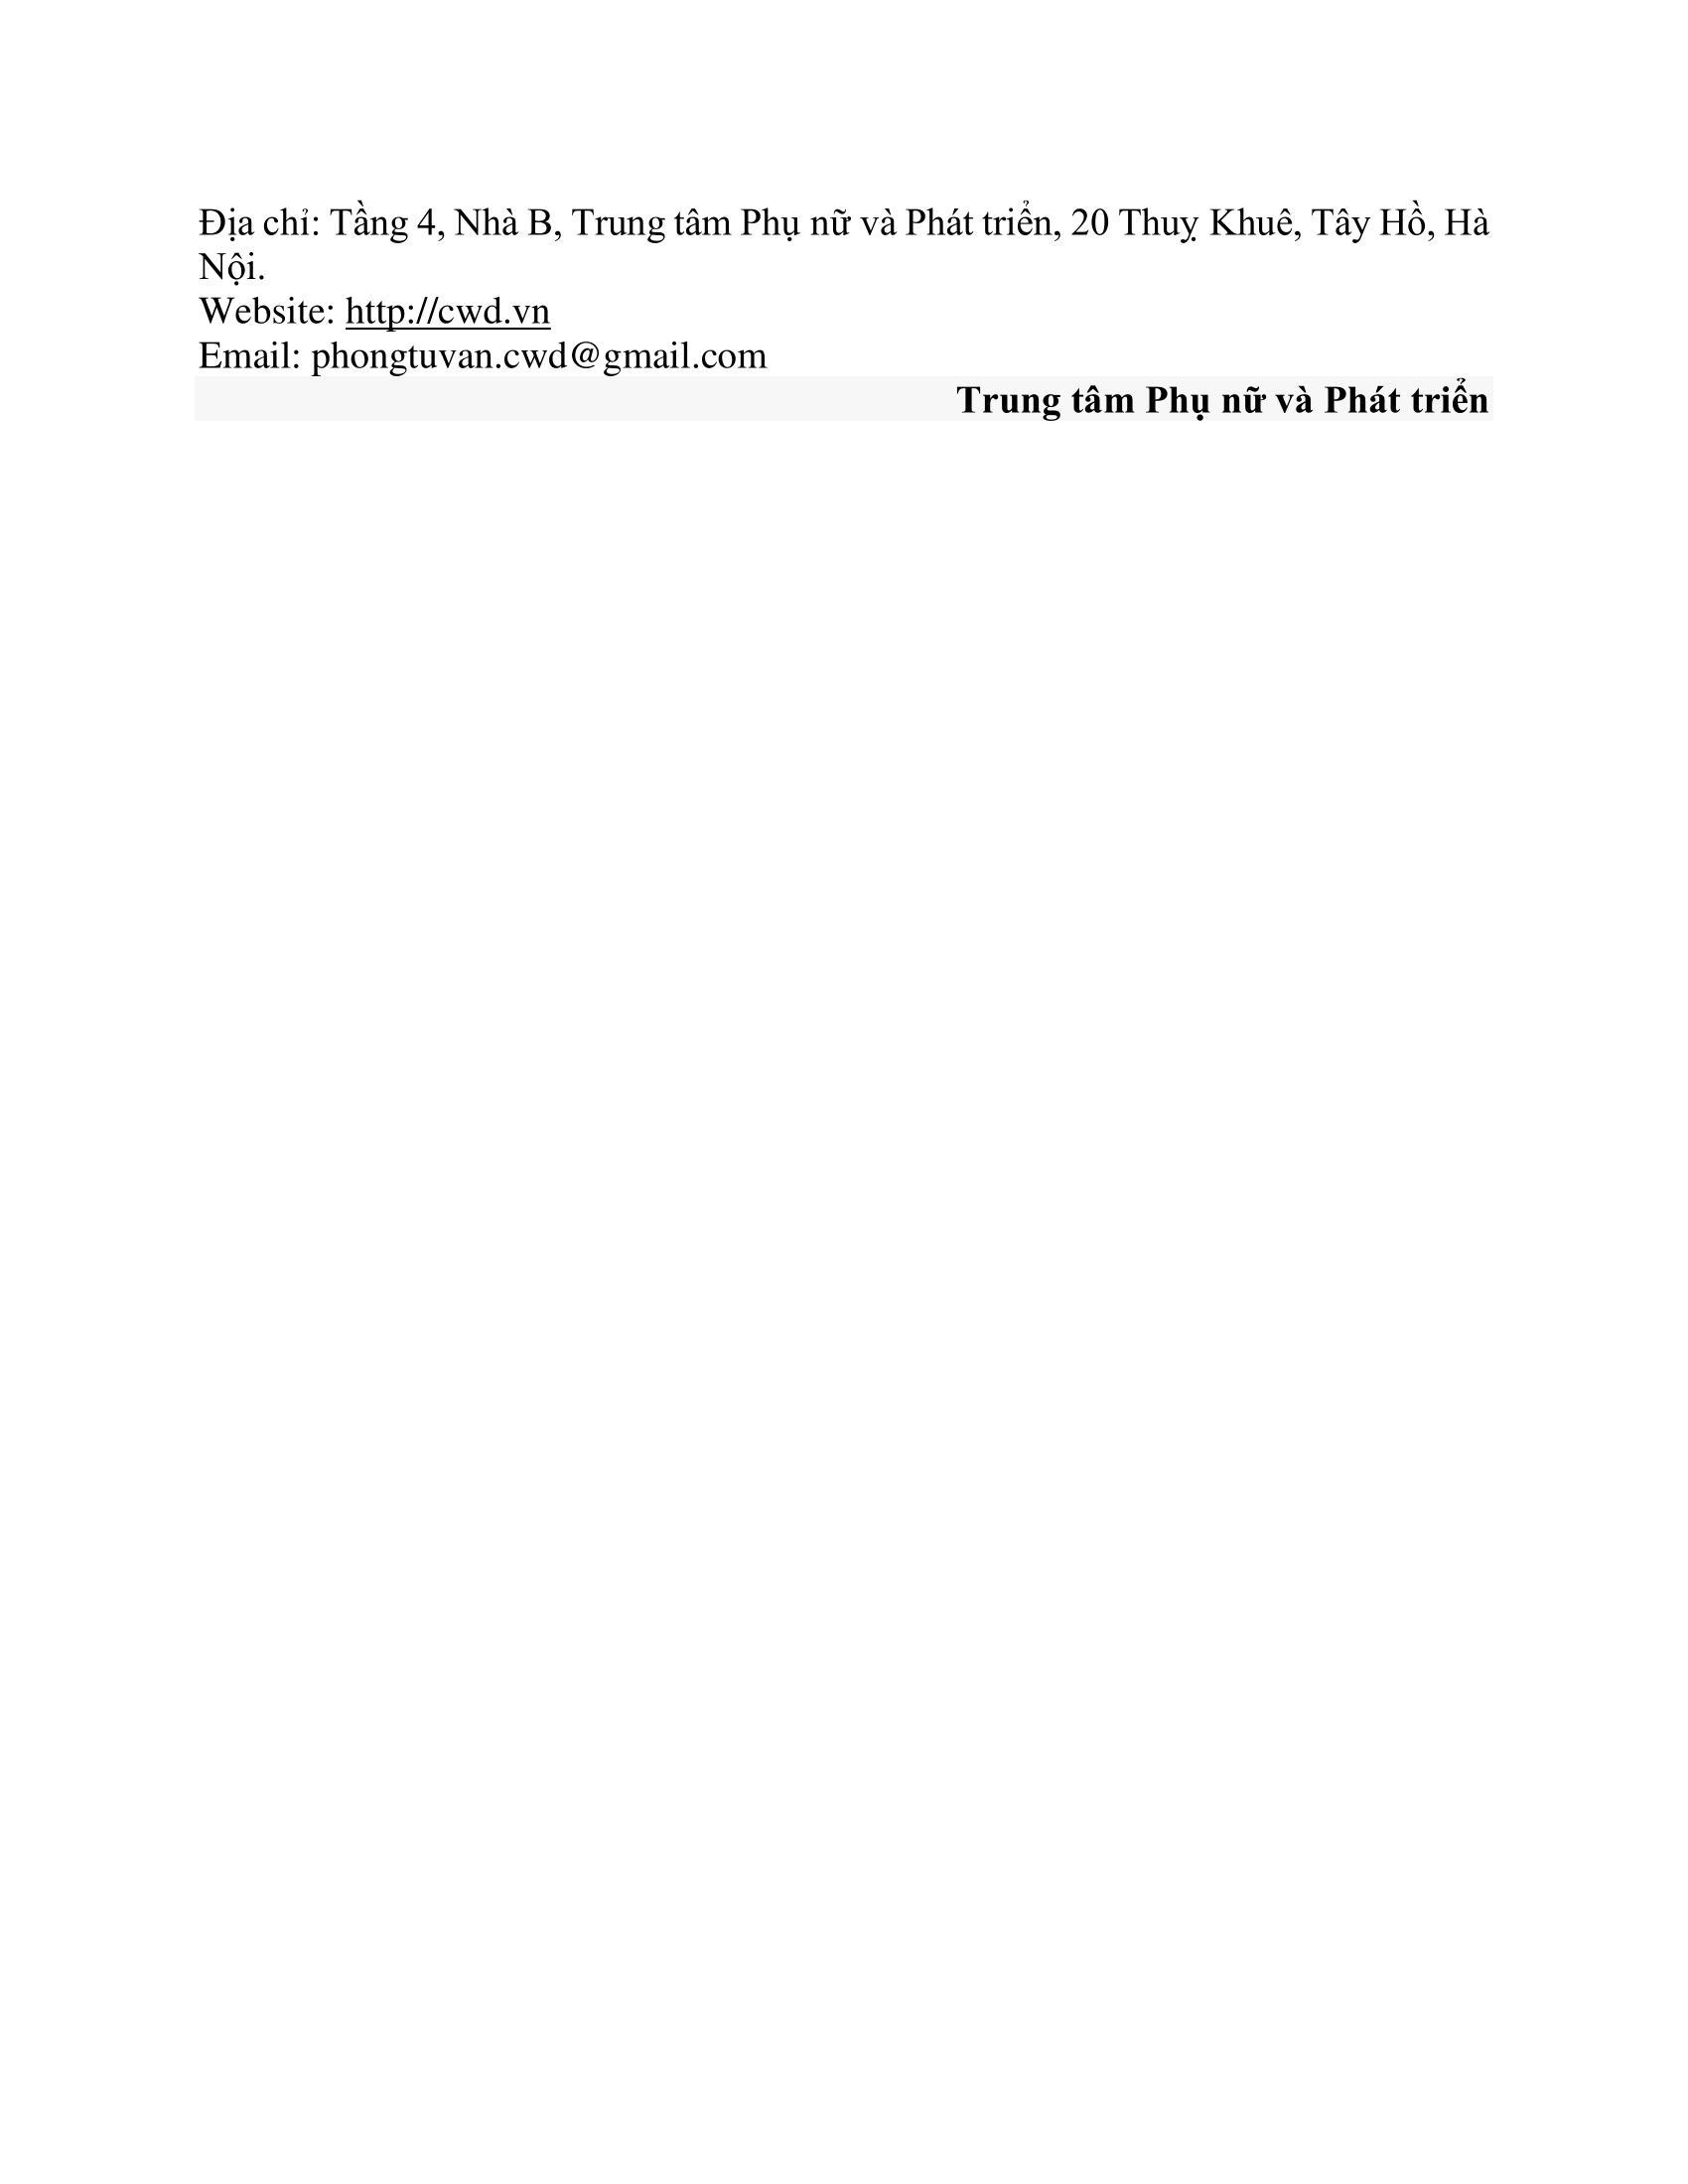 Địa chỉ: Tầng 4, Nhà B, Trung tâm Phụ nữ và Phát triển, 20 Thuỵ Khuê, Tây Hồ, Hà
Nội.
Website: http://cwd.vn
Email: phongtuvan.cwd@gmail.com
Trung tâm Phụ nữ và Phát triển